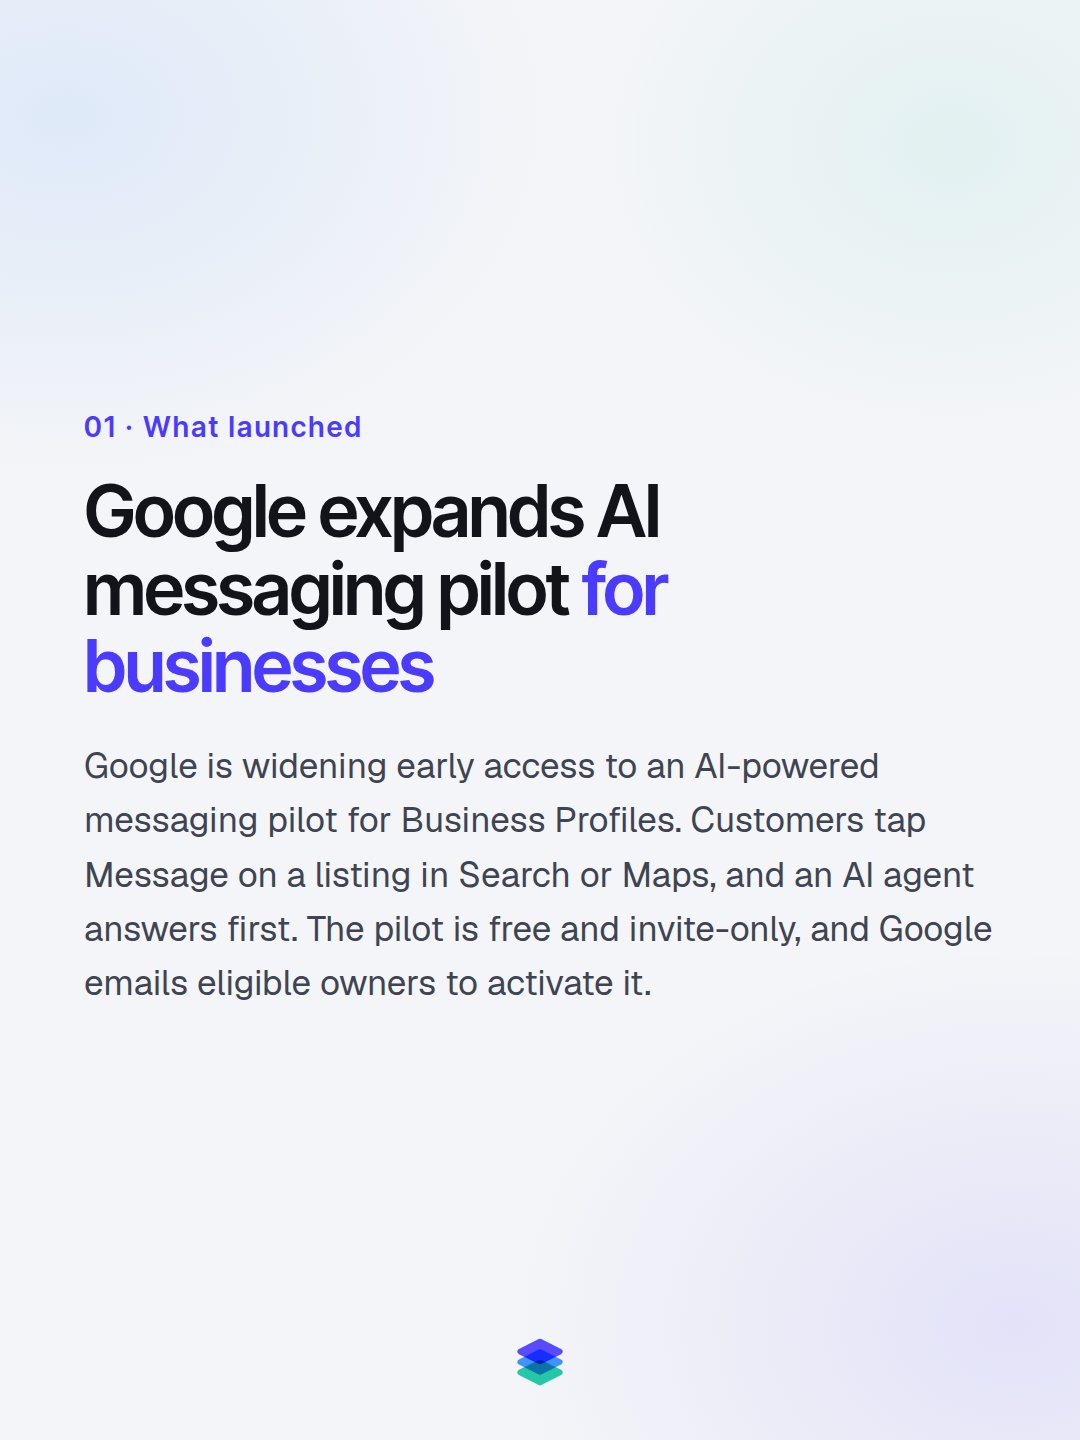 01 · What launched
Google expands AI
messaging pilot for
businesses
Google is widening early access to an AI-powered
messaging pilot for Business Profiles. Customers tap
Message on a listing in Search or Maps, and an AI agent
answers first. The pilot is free and invite-only, and Google
emails eligible owners to activate it.